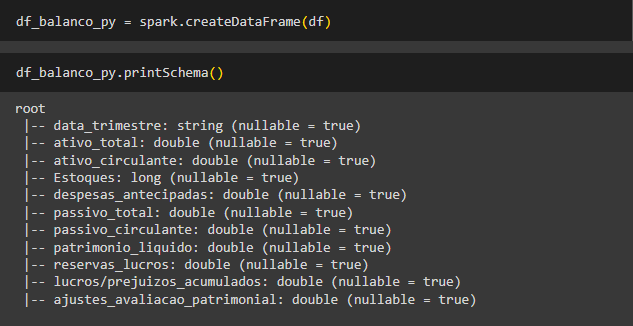 df_balanco_py = spark.createDataFrame(df)
df_balanco_py.printSchema()
root
 |-- data_trimestre: string (nullable = true)
 |-- ativo_total: double (nullable = true)
 |-- ativo_circulante: double (nullable = true)
 |-- Estoques: long (nullable = true)
 |-- despesas_antecipadas: double (nullable = true)
 |-- passivo_total: double (nullable = true)
 |-- passivo_circulante: double (nullable = true)
 |-- patrimonio_liquido: double (nullable = true)
 |-- reservas_lucros: double (nullable = true)
 |-- lucros/prejuizos_acumulados: double (nullable = true)
 |-- ajustes_avaliacao_patrimonial: double (nullable = true)